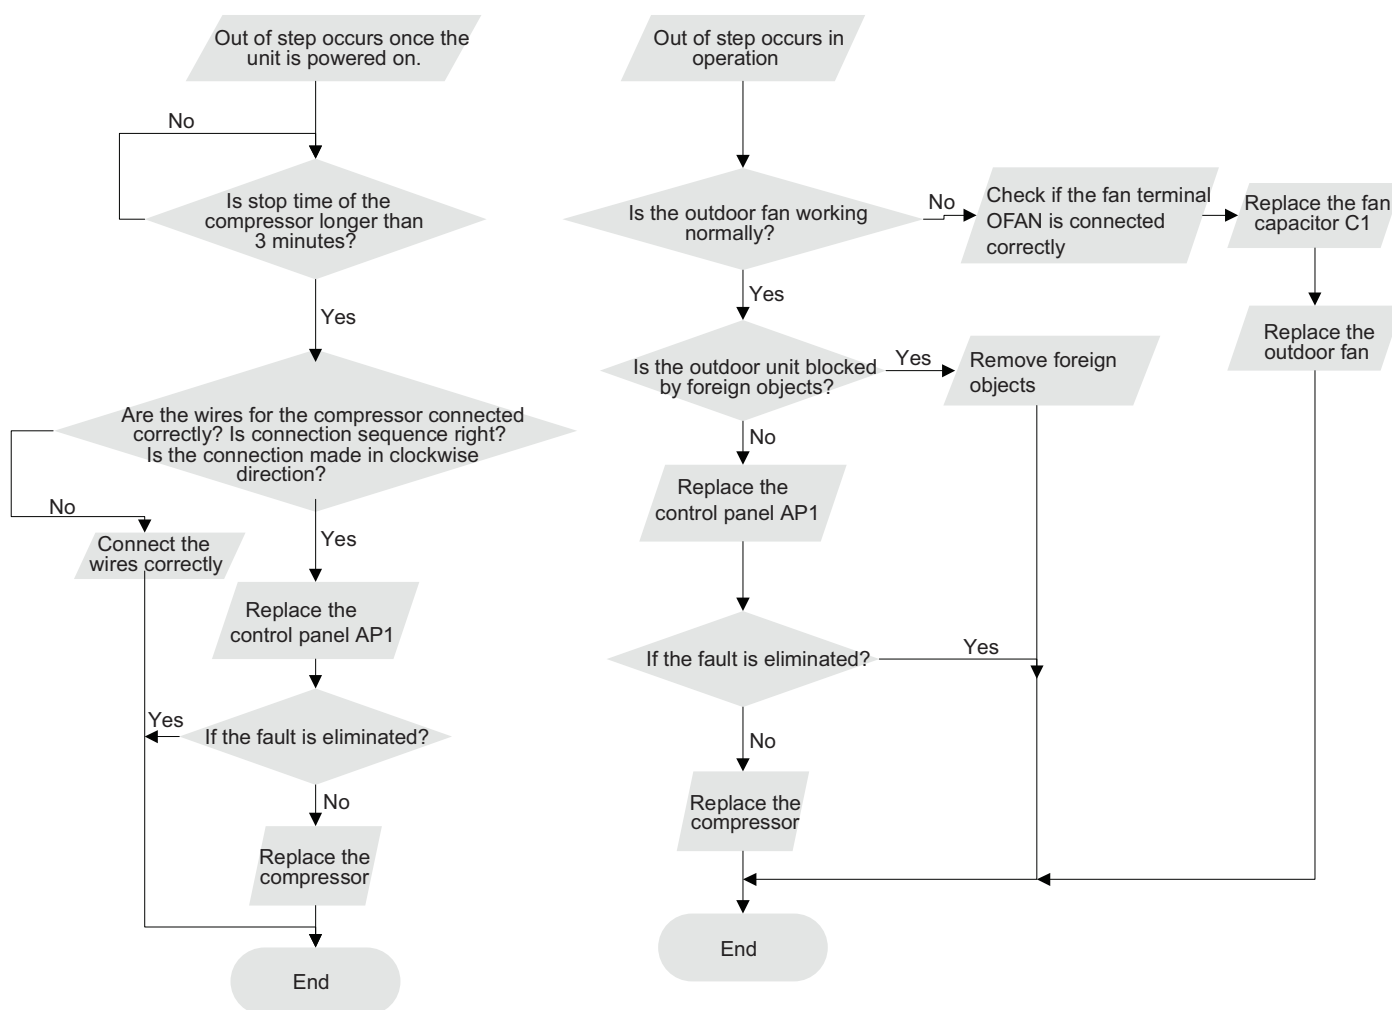 Out of step occurs once the
unit is powered on.
No
Is stop time of the
compressor longer than
3 minutes?
Yes
Are the wires for the compressor connected
correctly? Is connection sequence right?
Is the connection made in clockwise
direction?
No
Connect the
wires correctly
Yes
Replace the
control panel AP1
Yes
If the fault is eliminated?
No
Replace the
compressor
End
Out of step occurs in
operation
Is the outdoor fan working
normally?
No
Check if the fan terminal
OFAN is connected
correctly
Replace the fan
capacitor C1
Replace the
outdoor fan
Yes
Is the outdoor unit blocked
by foreign objects?
Yes
Remove foreign
objects
No
Replace the
control panel AP1
If the fault is eliminated?
Yes
No
Replace the
compressor
End